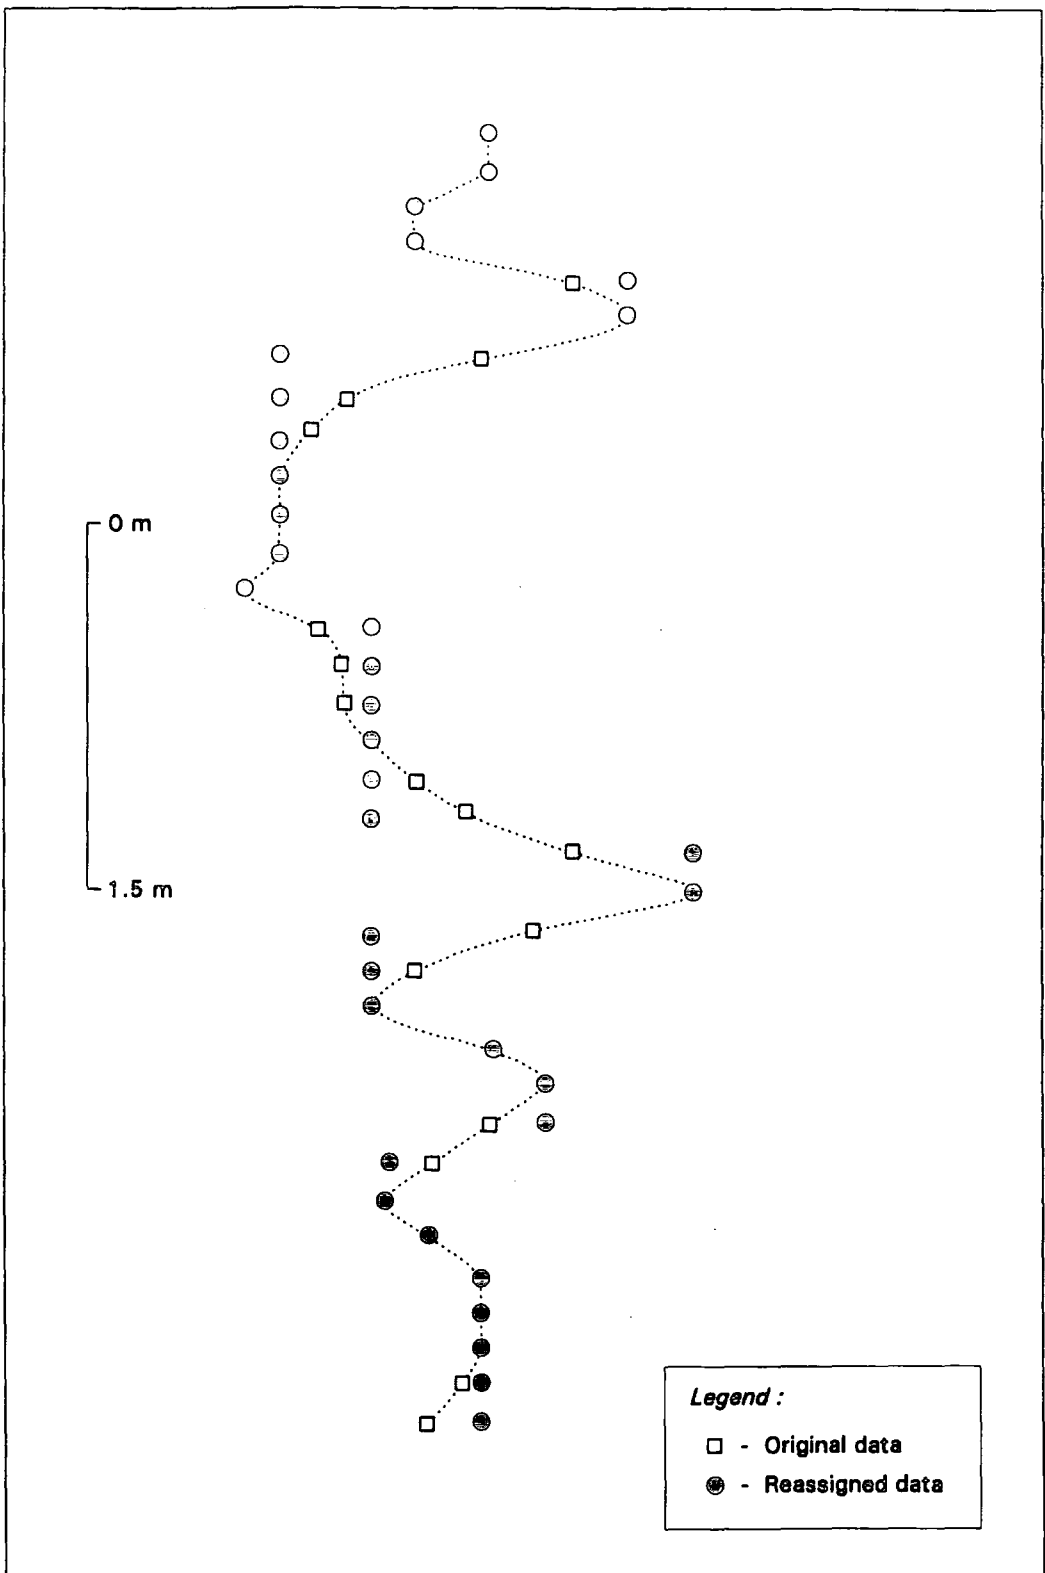 0 m
1.5 m
Legend :
- Original data
- Reassigned data